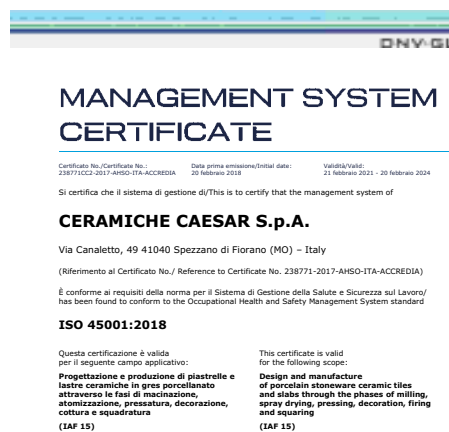 DNV·GL
MANAGEMENT SYSTEM
CERTIFICATE
Certificato No./Certificate No.:
238771CC2-2017-AHSO-ITA-ACCREDIA
Data prima emissione/Initial date:
20 febbraio 2018
Validità/Valid:
21 febbraio 2021 - 20 febbraio 2024
Si certifica che il sistema di gestione di/This is to certify that the management system of
CERAMICHE CAESAR S.p.A.
Via Canaletto, 49 41040 Spezzano di Fiorano (MO) – Italy
(Riferimento al Certificato No./ Reference to Certificate No. 238771-2017-AHSO-ITA-ACCREDIA)
È conforme ai requisiti della norma per il Sistema di Gestione della Salute e Sicurezza sul Lavoro/
has been found to conform to the Occupational Health and Safety Management System standard
ISO 45001:2018
Questa certificazione è valida
per il seguente campo applicativo:
Progettazione e produzione di piastrelle e
lastre ceramiche in gres porcellanato
attraverso le fasi di macinazione,
atomizzazione, pressatura, decorazione,
cottura e squadratura
(IAF 15)
This certificate is valid
for the following scope:
Design and manufacture
of porcelain stoneware ceramic tiles
and slabs through the phases of milling,
spray drying, pressing, decoration, firing
and squaring
(IAF 15)